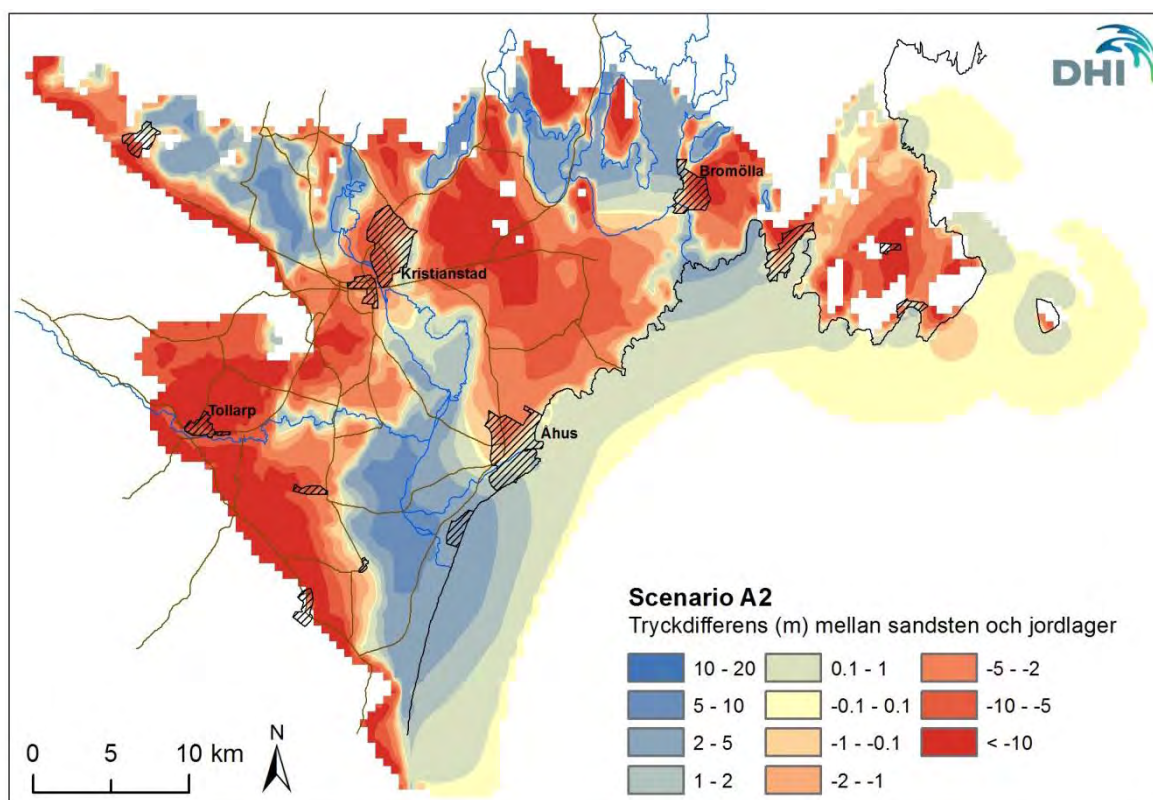 DHI
Bromölla
Kristianstad
Tollarp
Åhus
Scenario A2
Tryckdifferens (m) mellan sandsten och jordlager
10 - 20
5 - 10
2 - 5
1 - 2
0.1 - 1
-0.1 - 0.1
-1 - -0.1
-2 - -1
-5 - -2
-10 - -5
< -10
0 5 10 km
N